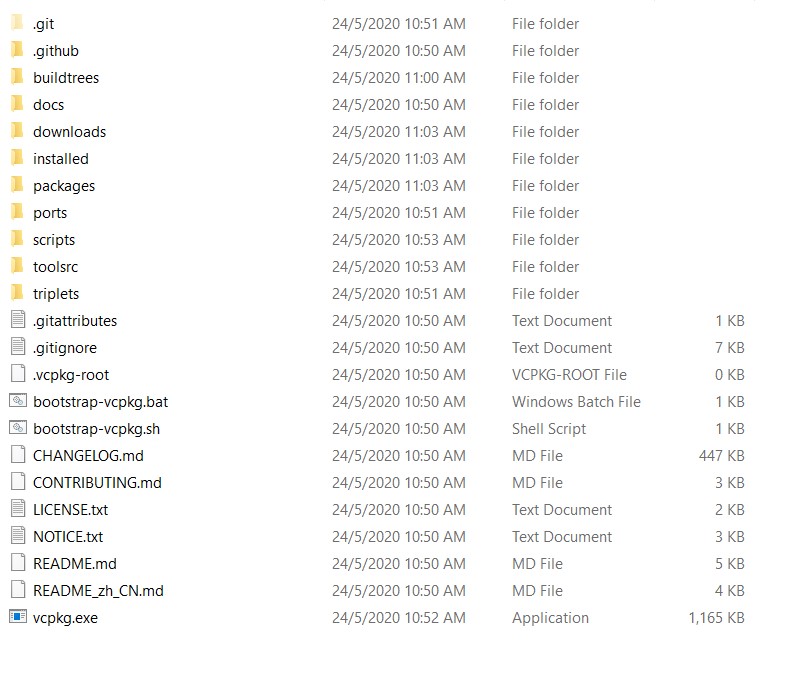 .git 24/5/2020 10:51 AM File folder
.github 24/5/2020 10:50 AM File folder
buildtrees 24/5/2020 11:00 AM File folder
docs 24/5/2020 10:50 AM File folder
downloads 24/5/2020 11:03 AM File folder
installed 24/5/2020 11:03 AM File folder
packages 24/5/2020 11:03 AM File folder
ports 24/5/2020 10:51 AM File folder
scripts 24/5/2020 10:53 AM File folder
toolsrc 24/5/2020 10:53 AM File folder
triplets 24/5/2020 10:51 AM File folder
.gitattributes 24/5/2020 10:50 AM Text Document 1 KB
.gitignore 24/5/2020 10:50 AM Text Document 7 KB
.vcpkg-root 24/5/2020 10:50 AM VCPKG-ROOT File 0 KB
bootstrap-vcpkg.bat 24/5/2020 10:50 AM Windows Batch File 1 KB
bootstrap-vcpkg.sh 24/5/2020 10:50 AM Shell Script 1 KB
CHANGELOG.md 24/5/2020 10:50 AM MD File 447 KB
CONTRIBUTING.md 24/5/2020 10:50 AM MD File 3 KB
LICENSE.txt 24/5/2020 10:50 AM Text Document 2 KB
NOTICE.txt 24/5/2020 10:50 AM Text Document 3 KB
README.md 24/5/2020 10:50 AM MD File 5 KB
README_zh_CN.md 24/5/2020 10:50 AM MD File 4 KB
vcpkg.exe 24/5/2020 10:52 AM Application 1,165 KB